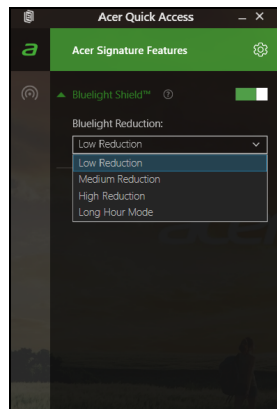 Acer Quick Access
Acer Signature Features
Bluelight Shield™
Bluelight Reduction:
Low Reduction
Low Reduction
Medium Reduction
High Reduction
Long Hour Mode